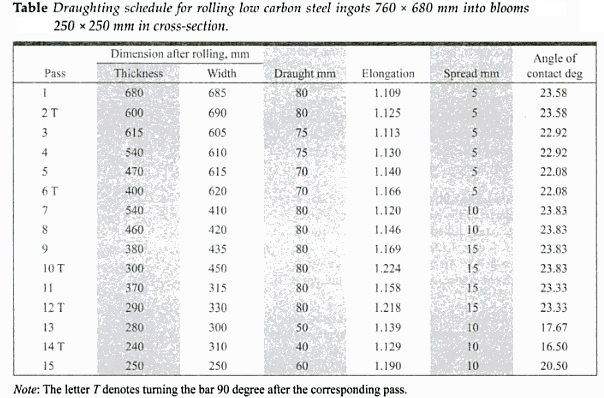 Table Draughting schedule for rolling low carbon steel ingots 760 × 680 mm into blooms
250 × 250 mm in cross-section.
Dimension after rolling, mm
Angle of
Pass Thickness Width Draught mm Elongation Spread mm contact deg
1 680 685 80 1.109 5 23.58
2 T 600 690 80 1.125 5 23.58
3 615 605 75 1.113 5 22.92
4 540 610 75 1.130 5 22.92
5 470 615 70 1.140 5 22.08
6 T 400 620 70 1.166 5 22.08
7 540 410 80 1.120 10 23.83
8 460 420 80 1.146 10 23.83
9 380 435 80 1.169 15 23.83
10 T 300 450 80 1.224 15 23.83
11 370 315 80 1.158 15 23.33
12 T 290 330 80 1.218 15 23.33
13 280 300 50 1.139 10 17.67
14 T 240 310 40 1.129 10 16.50
15 250 250 60 1.190 10 20.50
Note: The letter T denotes turning the bar 90 degree after the corresponding pass.